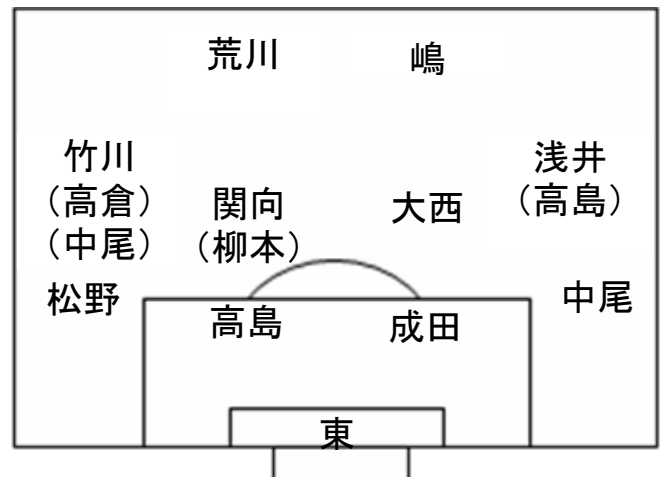 荒川
嶋
竹川
（高倉）
（中尾）
関向
（柳本）
大西
浅井
（高島）
松野
高島
成田
中尾
東